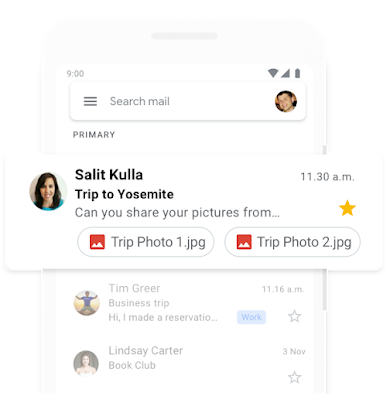 9:00
Search mail
PRIMARY
Salit Kulla 11.30 a.m.
Trip to Yosemite
Can you share your pictures from...
Trip Photo 1.jpg Trip Photo 2.jpg
Tim Greer 11.16 a.m.
Business trip
Hi, I made a reservatio... Work
Lindsay Carter 3 Nov
Book Club